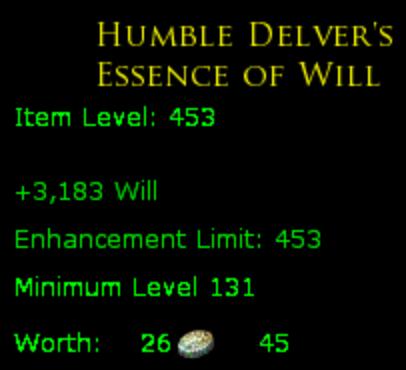 Humble Delver's
Essence of Will
Item Level: 453
+3,183 Will
Enhancement Limit: 453
Minimum Level 131
Worth: 26 45